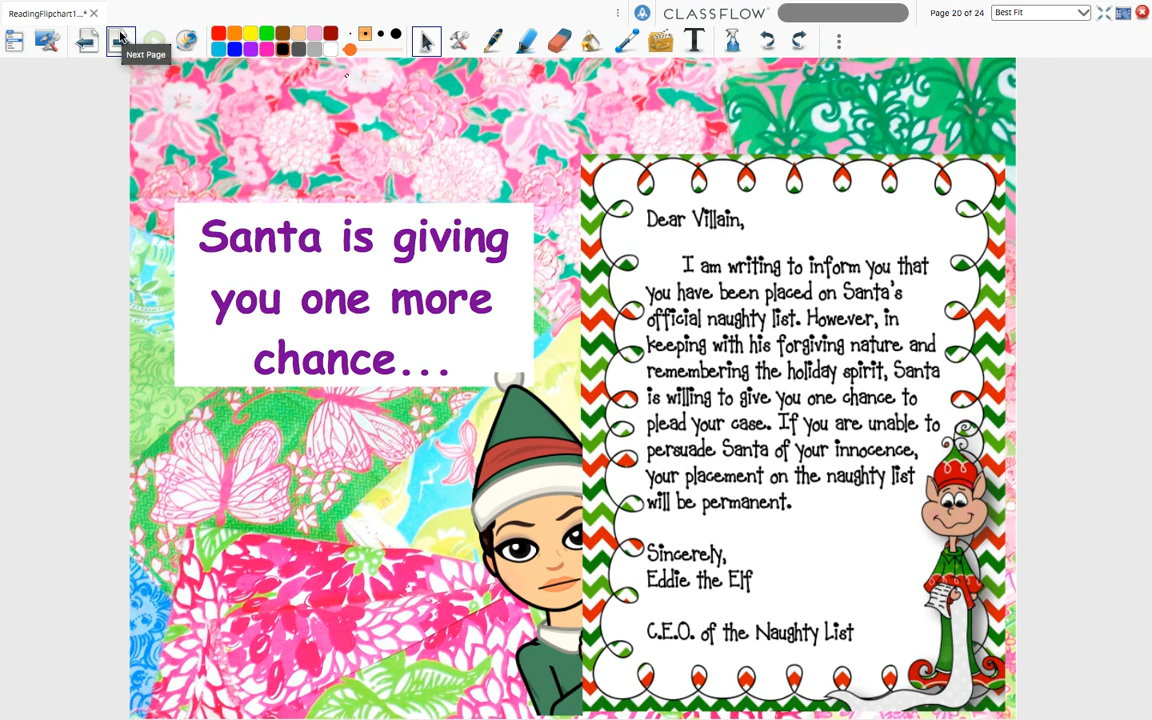 ReadingFlipchart1...*
CLASSFLOW
Page 20 of 24
Best Fit
Next Page
Santa is giving
you one more
chance...
Dear Villain,
I am writing to inform you that
you have been placed on Santa's
official naughty list. However, in
keeping with his forgiving nature and
remembering the holiday spirit, Santa
is willing to give you one chance to
plead your case. If you are unable to
persuade Santa of your innocence,
your placement on the naughty list
will be permanent.
Sincerely,
Eddie the Elf
C.E.O. of the Naughty List